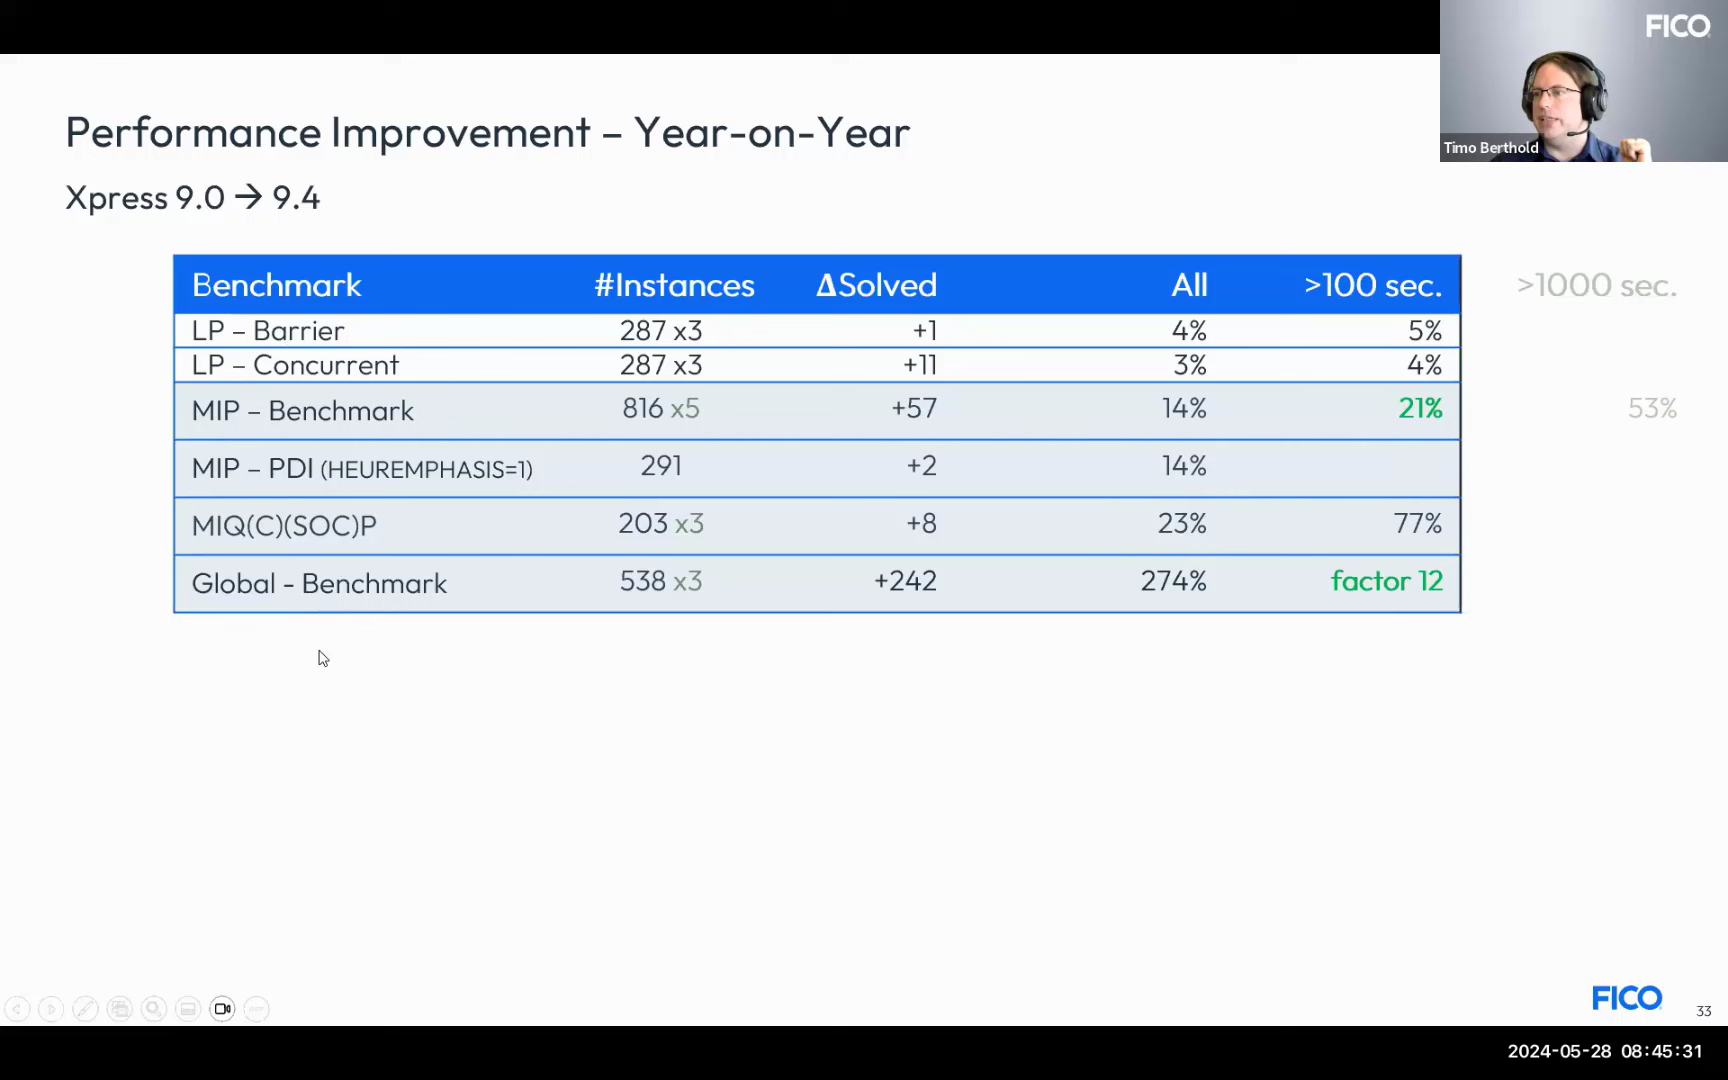 FICO
Timo Berthold
Performance Improvement – Year-on-Year
Xpress 9.0 → 9.4
Benchmark #Instances ΔSolved All >100 sec. >1000 sec.
LP – Barrier 287 x3 +1 4% 5%
LP – Concurrent 287 x3 +11 3% 4%
MIP – Benchmark 816 x5 +57 14% 21% 53%
MIP – PDI (HEUREMPHASIS=1) 291 +2 14%
MIQ(C)(SOC)P 203 x3 +8 23% 77%
Global - Benchmark 538 x3 +242 274% factor 12
FICO 33
2024-05-28 08:45:31